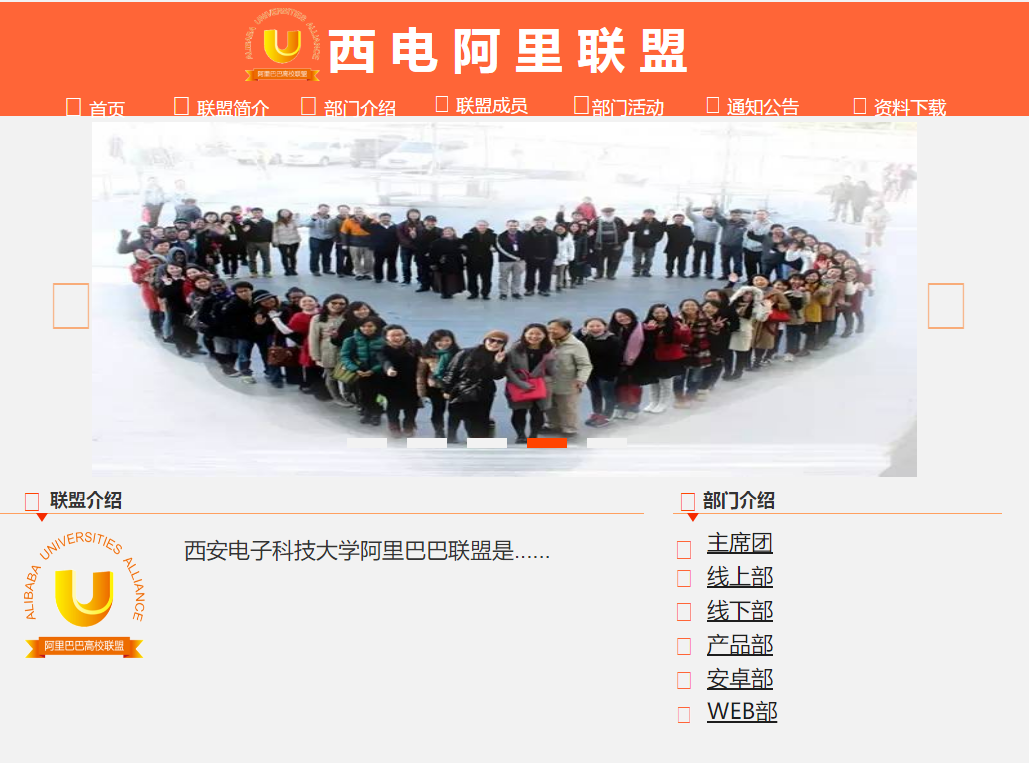 ALIBABA UNIVERSITIES ALLIANCE
阿里巴巴高校联盟
西电阿里联盟
首页 联盟简介 部门介绍 联盟成员 部门活动 通知公告 资料下载
联盟介绍
ALIBABA UNIVERSITIES ALLIANCE
阿里巴巴高校联盟
西安电子科技大学阿里巴巴联盟是......
部门介绍
主席团
线上部
线下部
产品部
安卓部
WEB部